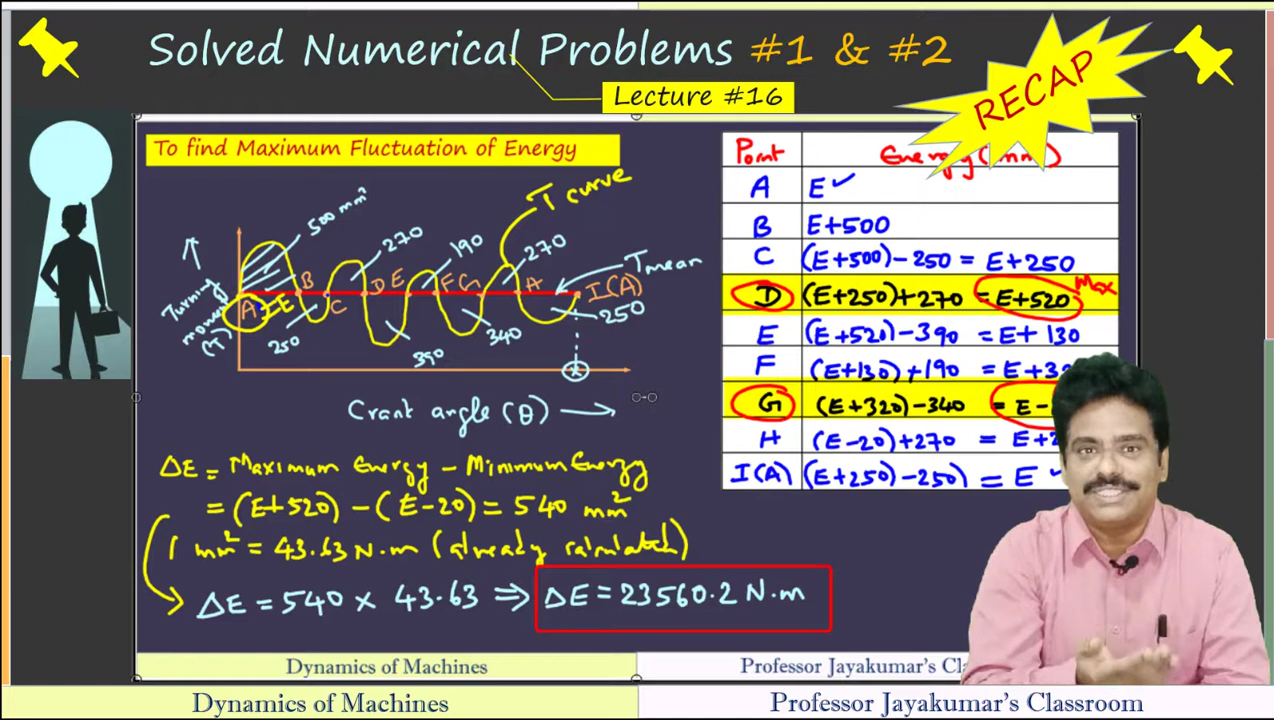 Solved Numerical Problems #1 & #2
Lecture #16
RECAP
To find Maximum Fluctuation of Energy
T curve
500 mm²
270
190
270
Tmean
Turning
moment
(T)
A
E
B
C
D
E
F
G
A
I(A)
250
390
340
250
Crant angle (θ)
ΔE = Maximum Energy - Minimum Energy
= (E+520) - (E-20) = 540 mm²
1 mm² = 43.63 N.m (already calculated)
ΔE = 540 x 43.63 ⇒ ΔE = 23560.2 N.m
Point
A E ✓
B E+500
C (E+500)-250 = E+250
D (E+250)+270 = E+520 Max
E (E+520)-390 = E+130
F (E+130)+190 = E+3
G (E+320)-340 = E-
H (E-20)+270 = E+2
I(A) (E+250)-250) = E
Dynamics of Machines
Professor Jayakumar's Cla
Dynamics of Machines
Professor Jayakumar's Classroom